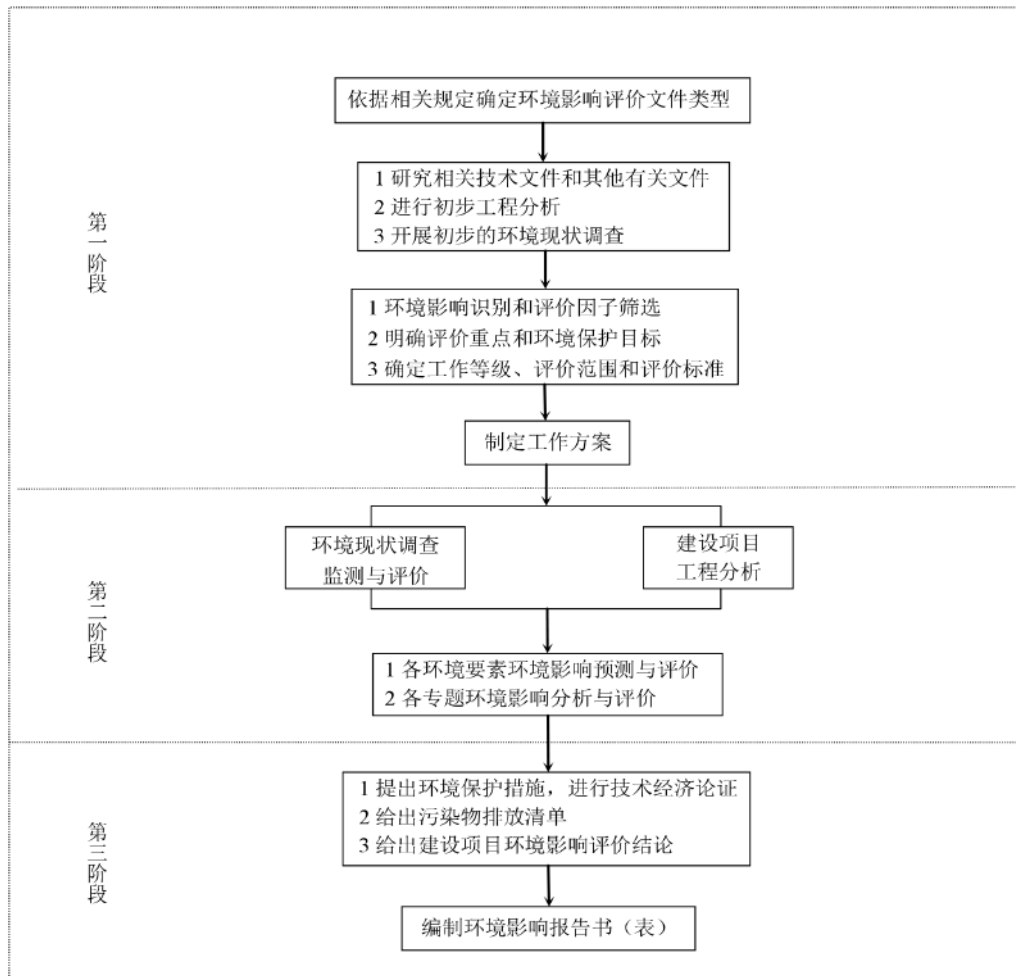 依据相关规定确定环境影响评价文件类型
第一阶段
1 研究相关技术文件和其他有关文件
2 进行初步工程分析
3 开展初步的环境现状调查
1 环境影响识别和评价因子筛选
2 明确评价重点和环境保护目标
3 确定工作等级、评价范围和评价标准
制定工作方案
第二阶段
环境现状调查
监测与评价
建设项目
工程分析
1 各环境要素环境影响预测与评价
2 各专题环境影响分析与评价
第三阶段
1 提出环境保护措施，进行技术经济论证
2 给出污染物排放清单
3 给出建设项目环境影响评价结论
编制环境影响报告书（表）